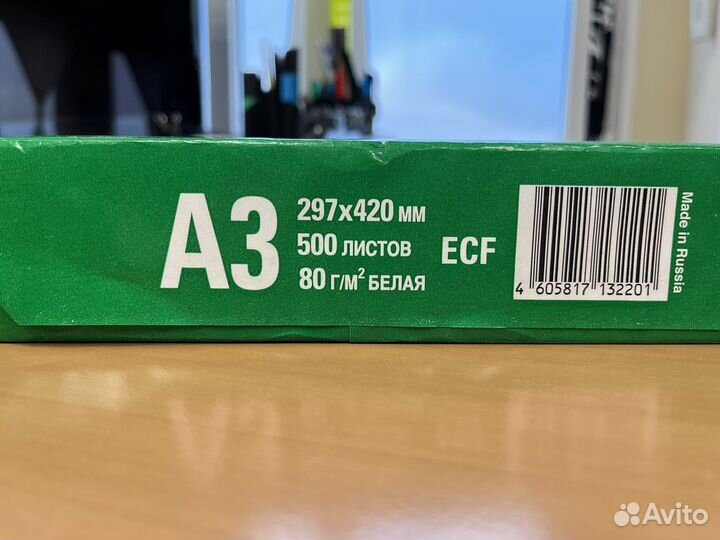 A3
297x420 мм
500 ЛИСТОВ
80 Г/М² БЕЛАЯ
ECF
4 605817 132201
Made in Russia
Avito